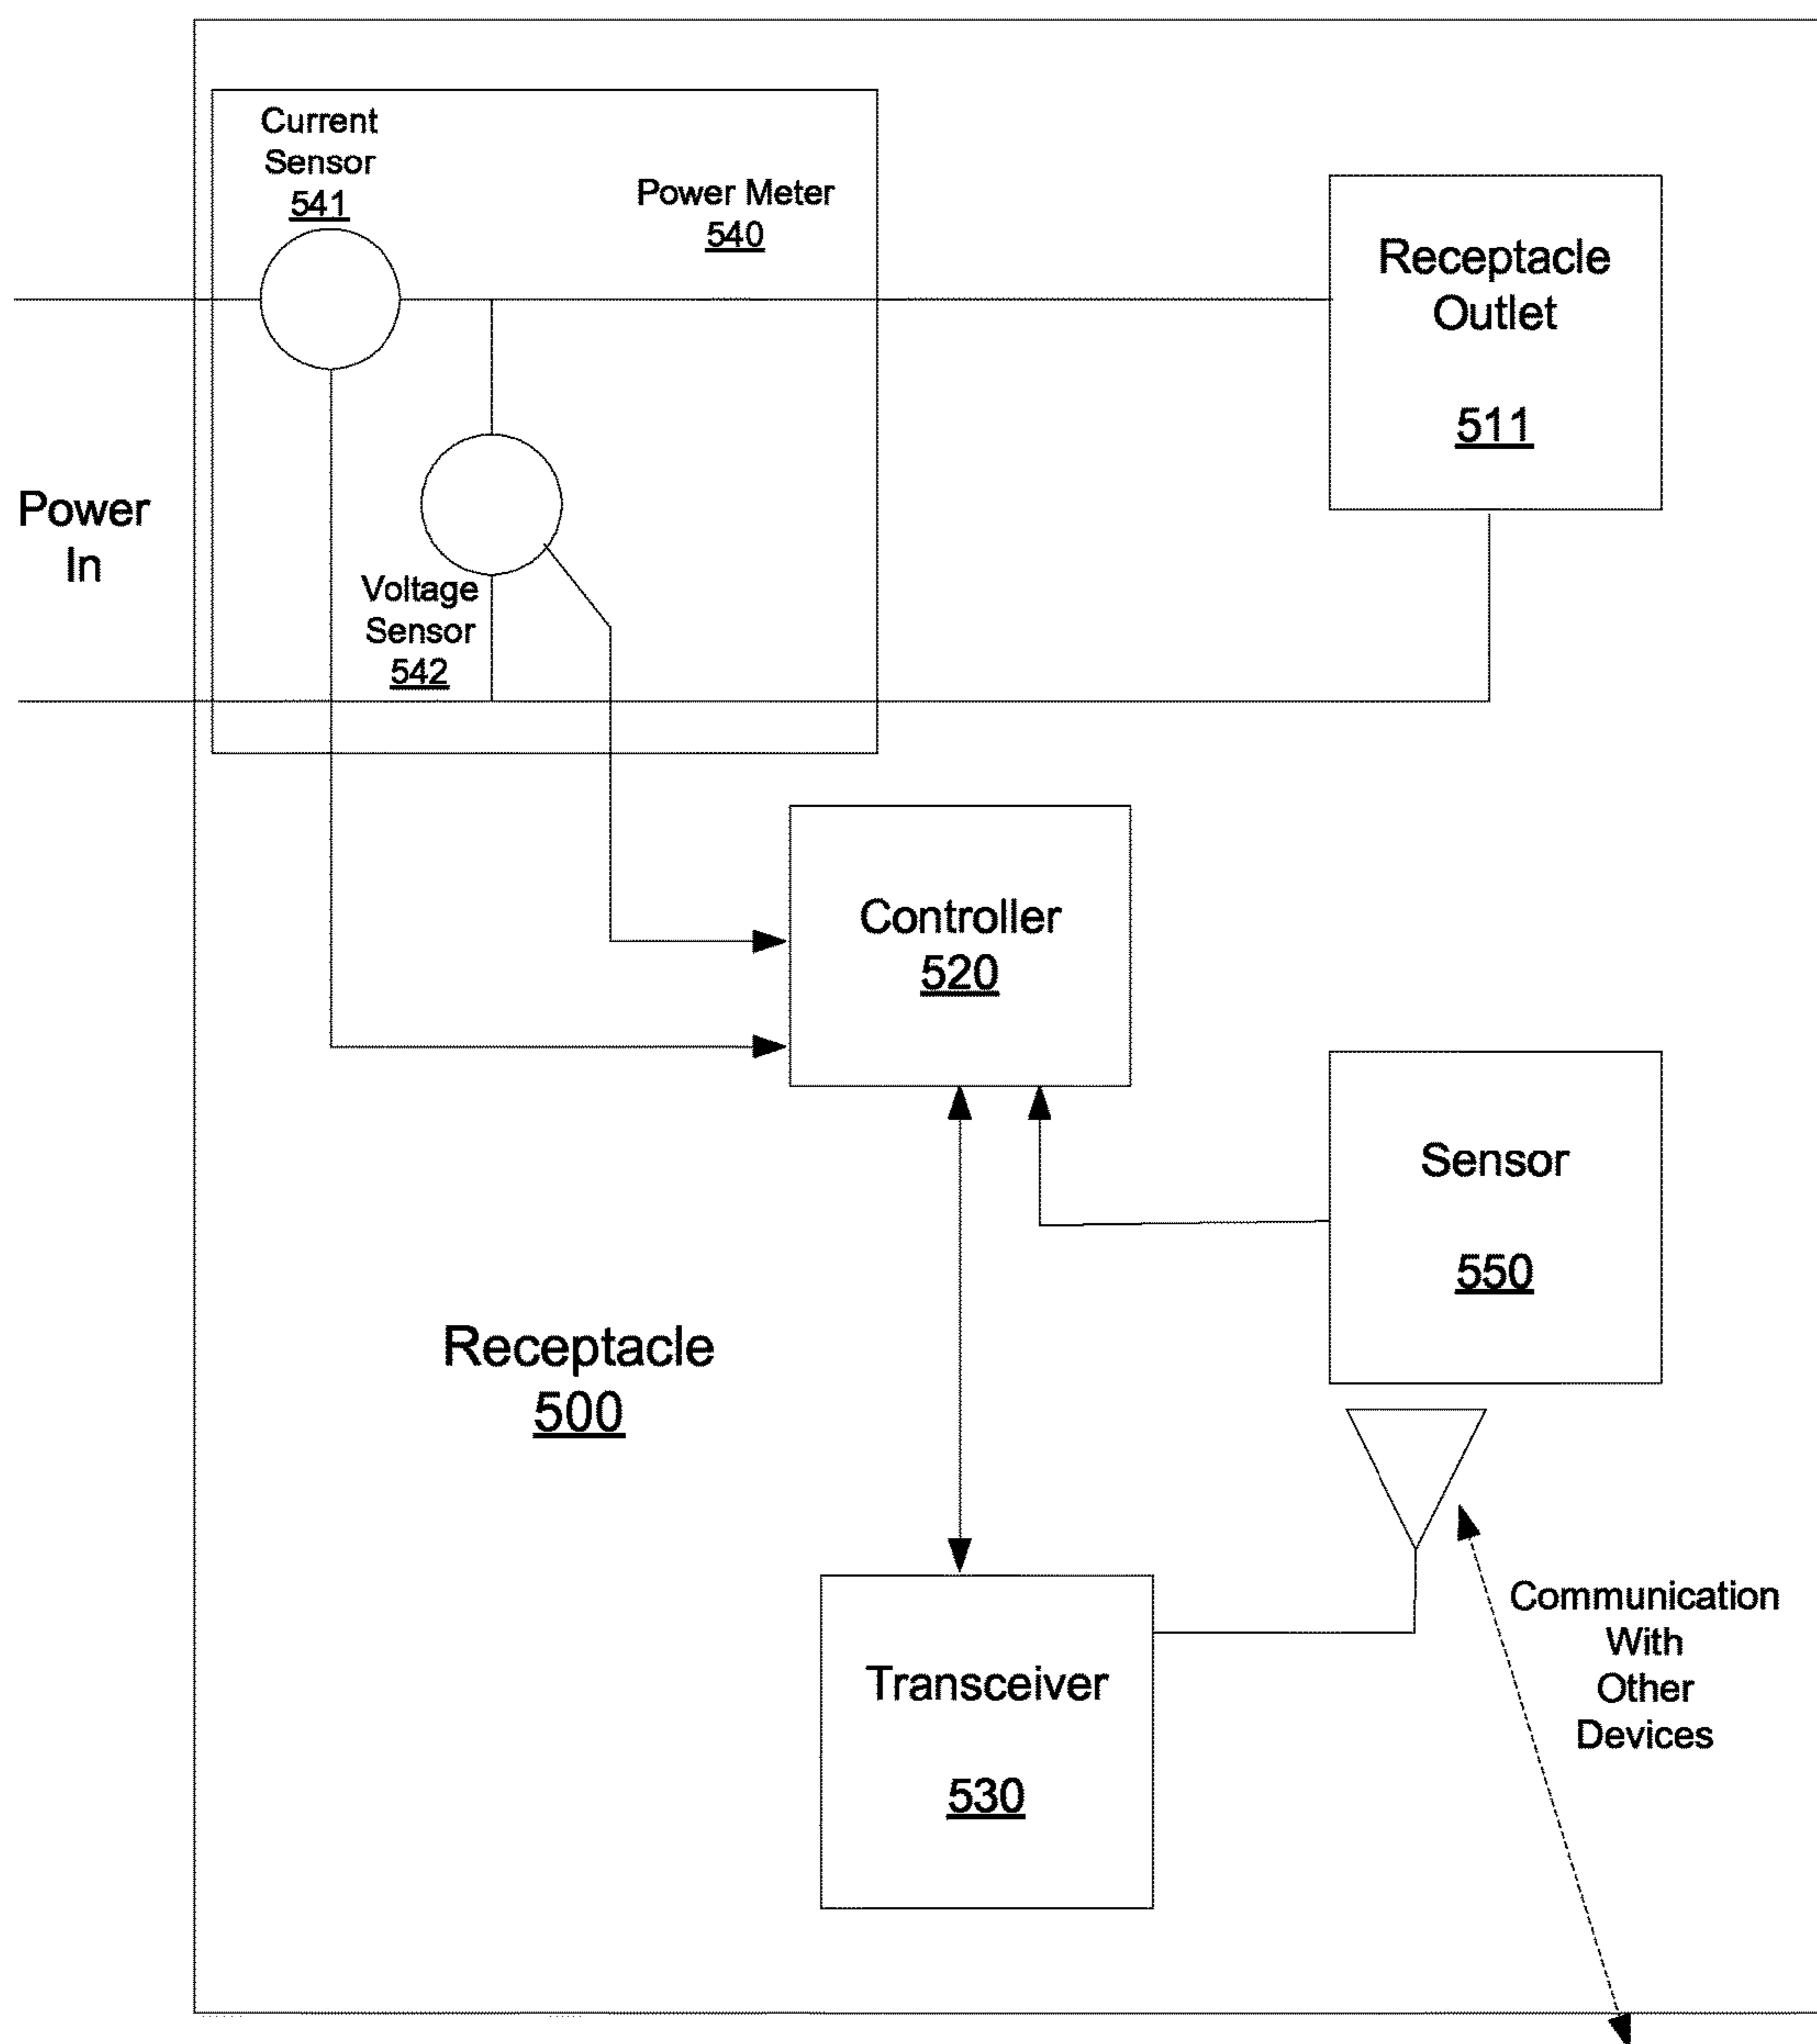 Current
Sensor
541
Power Meter
540
Receptacle
Outlet
511
Power
In
Voltage
Sensor
542
Controller
520
Sensor
550
Receptacle
500
Transceiver
530
Communication
With
Other
Devices